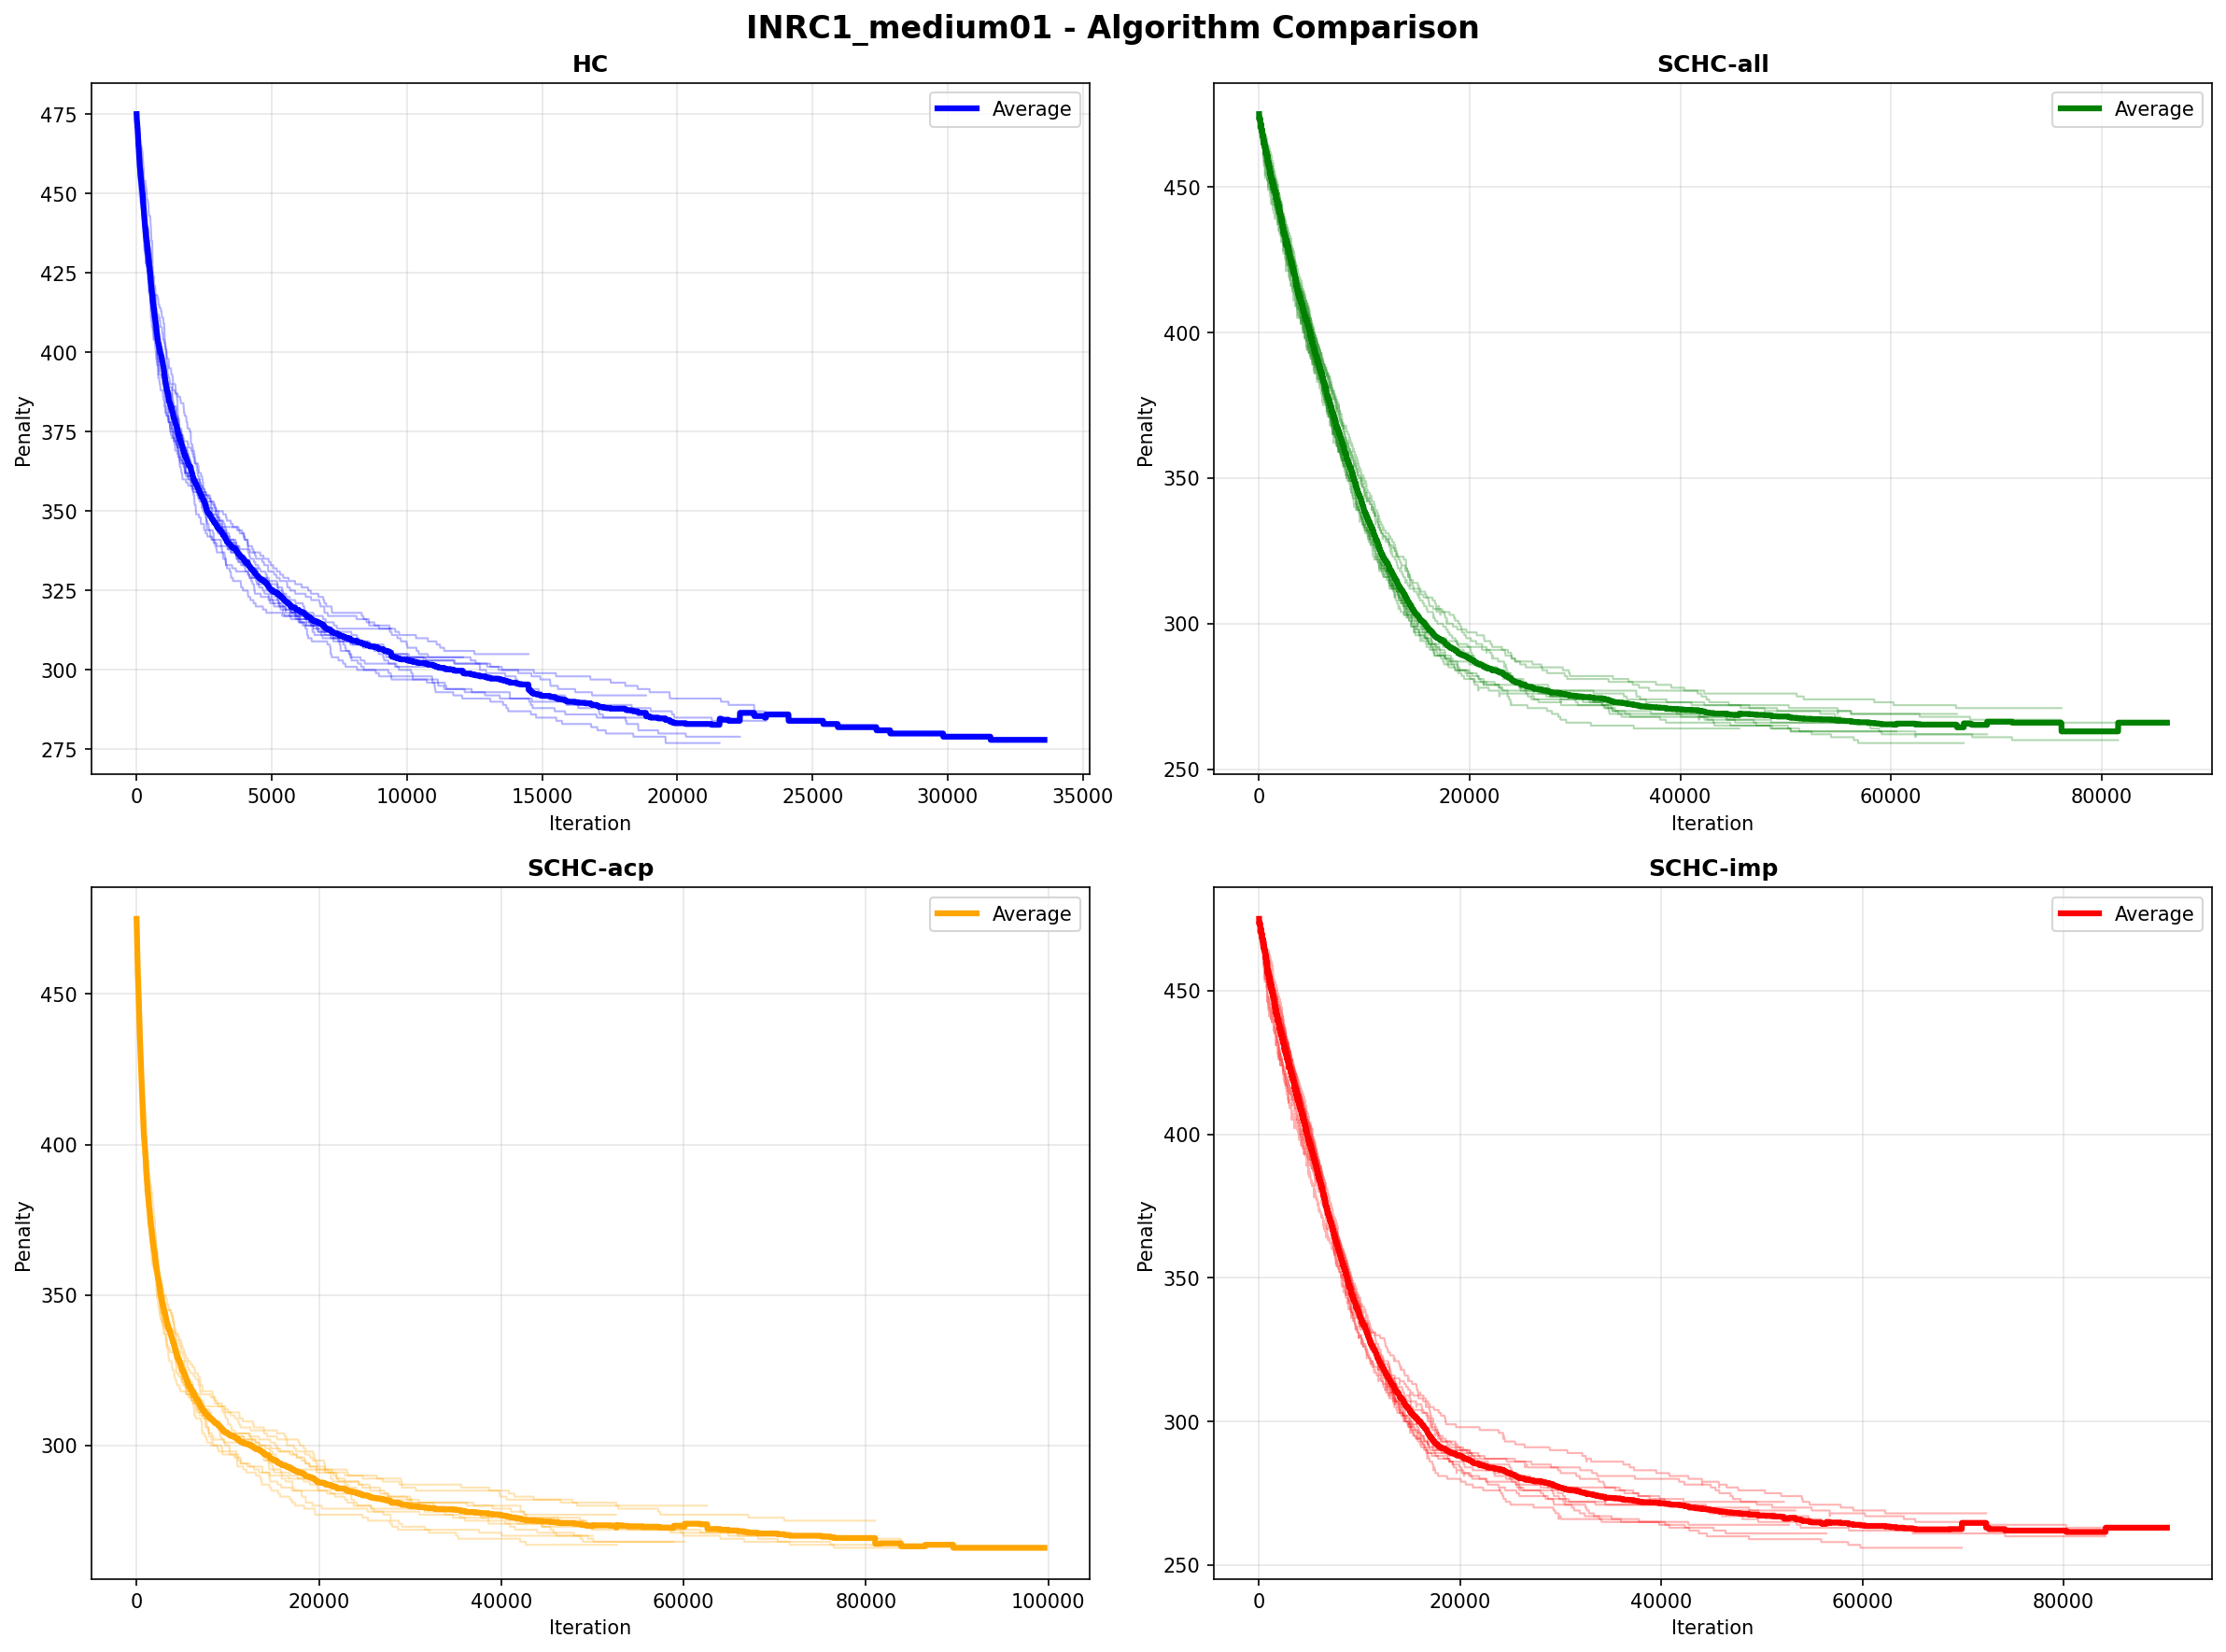 INRC1_medium01 - Algorithm Comparison
HC
Average
475
450
425
400
375
350
325
300
275
Penalty
0 5000 10000 15000 20000 25000 30000 35000
Iteration
SCHC-all
Average
450
400
350
300
250
Penalty
0 20000 40000 60000 80000
Iteration
SCHC-acp
Average
450
400
350
300
Penalty
0 20000 40000 60000 80000 100000
Iteration
SCHC-imp
Average
450
400
350
300
250
Penalty
0 20000 40000 60000 80000
Iteration